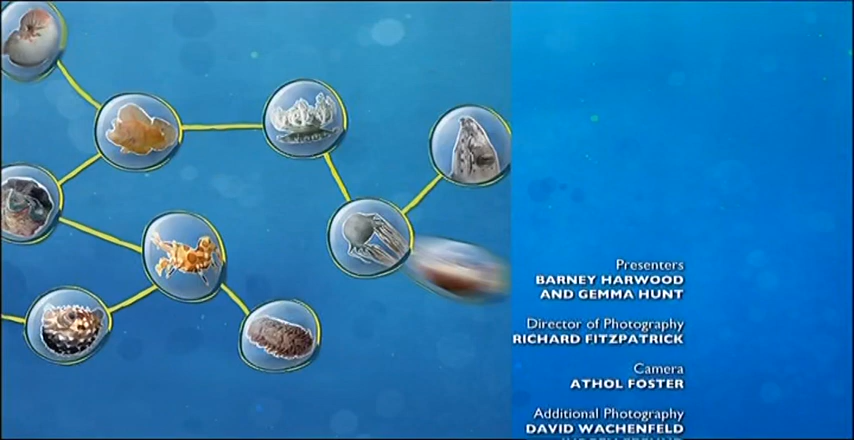 Presenters
BARNEY HARWOOD
AND GEMMA HUNT
Director of Photography
RICHARD FITZPATRICK
Camera
ATHOL FOSTER
Additional Photography
DAVID WACHENFELD